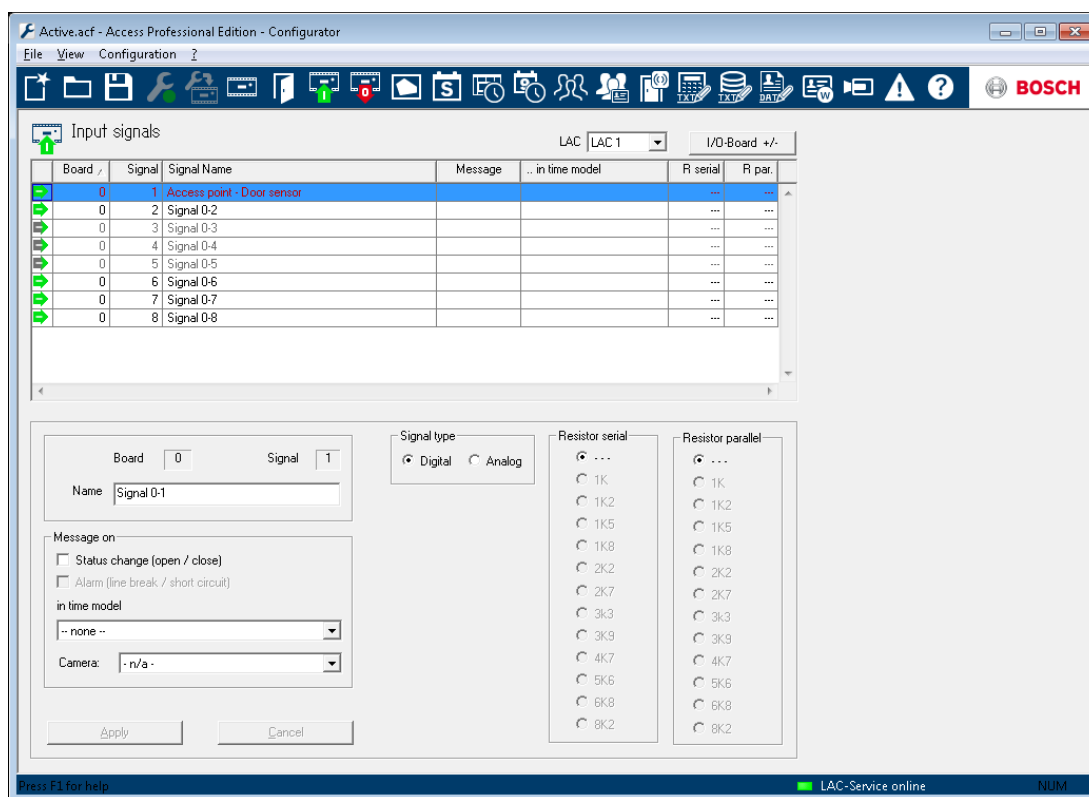 Active.acf - Access Professional Edition - Configurator
File View Configuration ?
S TXT TXT DATA W ? BOSCH
Input signals
LAC LAC 1 I/O-Board +/-
Board Signal Signal Name Message .. in time model R serial R par.
0 1 Access point - Door sensor --- ---
0 2 Signal 0-2 --- ---
0 3 Signal 0-3 --- ---
0 4 Signal 0-4 --- ---
0 5 Signal 0-5 --- ---
0 6 Signal 0-6 --- ---
0 7 Signal 0-7 --- ---
0 8 Signal 0-8 --- ---
Signal type Resistor serial Resistor parallel
Board 0 Signal 1 Digital Analog --- ---
Name Signal 0-1 1K 1K
1K2 1K2
1K5 1K5
Message on 1K8 1K8
Status change (open / close) 2K2 2K2
Alarm (line break / short circuit) 2K7 2K7
in time model 3k3 3k3
-- none -- 3K9 3K9
Camera: - n/a - 4K7 4K7
5K6 5K6
6K8 6K8
Apply Cancel 8K2 8K2
Press F1 for help LAC-Service online NUM